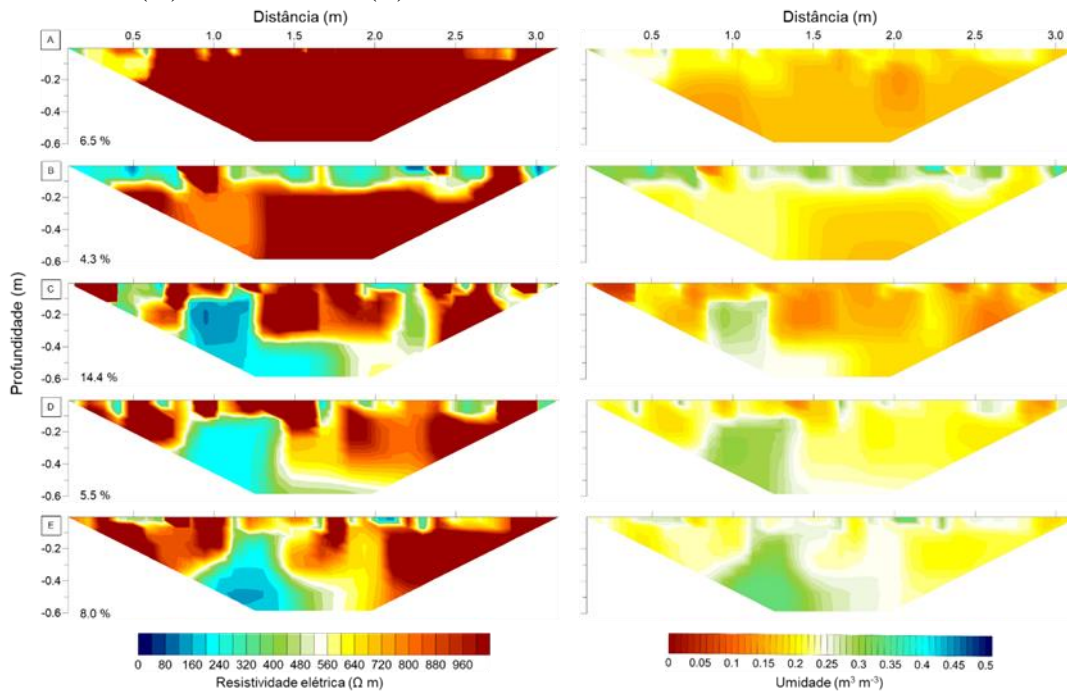 Distância (m)
Distância (m)
0.5 1.0 1.5 2.0 2.5 3.0
0.5 1.0 1.5 2.0 2.5 3.0
Profundidade (m)
A
-0.2
-0.4
-0.6
6.5 %
B
-0.2
-0.4
-0.6
4.3 %
C
-0.2
-0.4
-0.6
14.4 %
D
-0.2
-0.4
-0.6
5.5 %
E
-0.2
-0.4
-0.6
8.0 %
0 80 160 240 320 400 480 560 640 720 800 880 960
Resistividade elétrica (Ω m)
0 0.05 0.1 0.15 0.2 0.25 0.3 0.35 0.4 0.45 0.5
Umidade (m³ m⁻³)